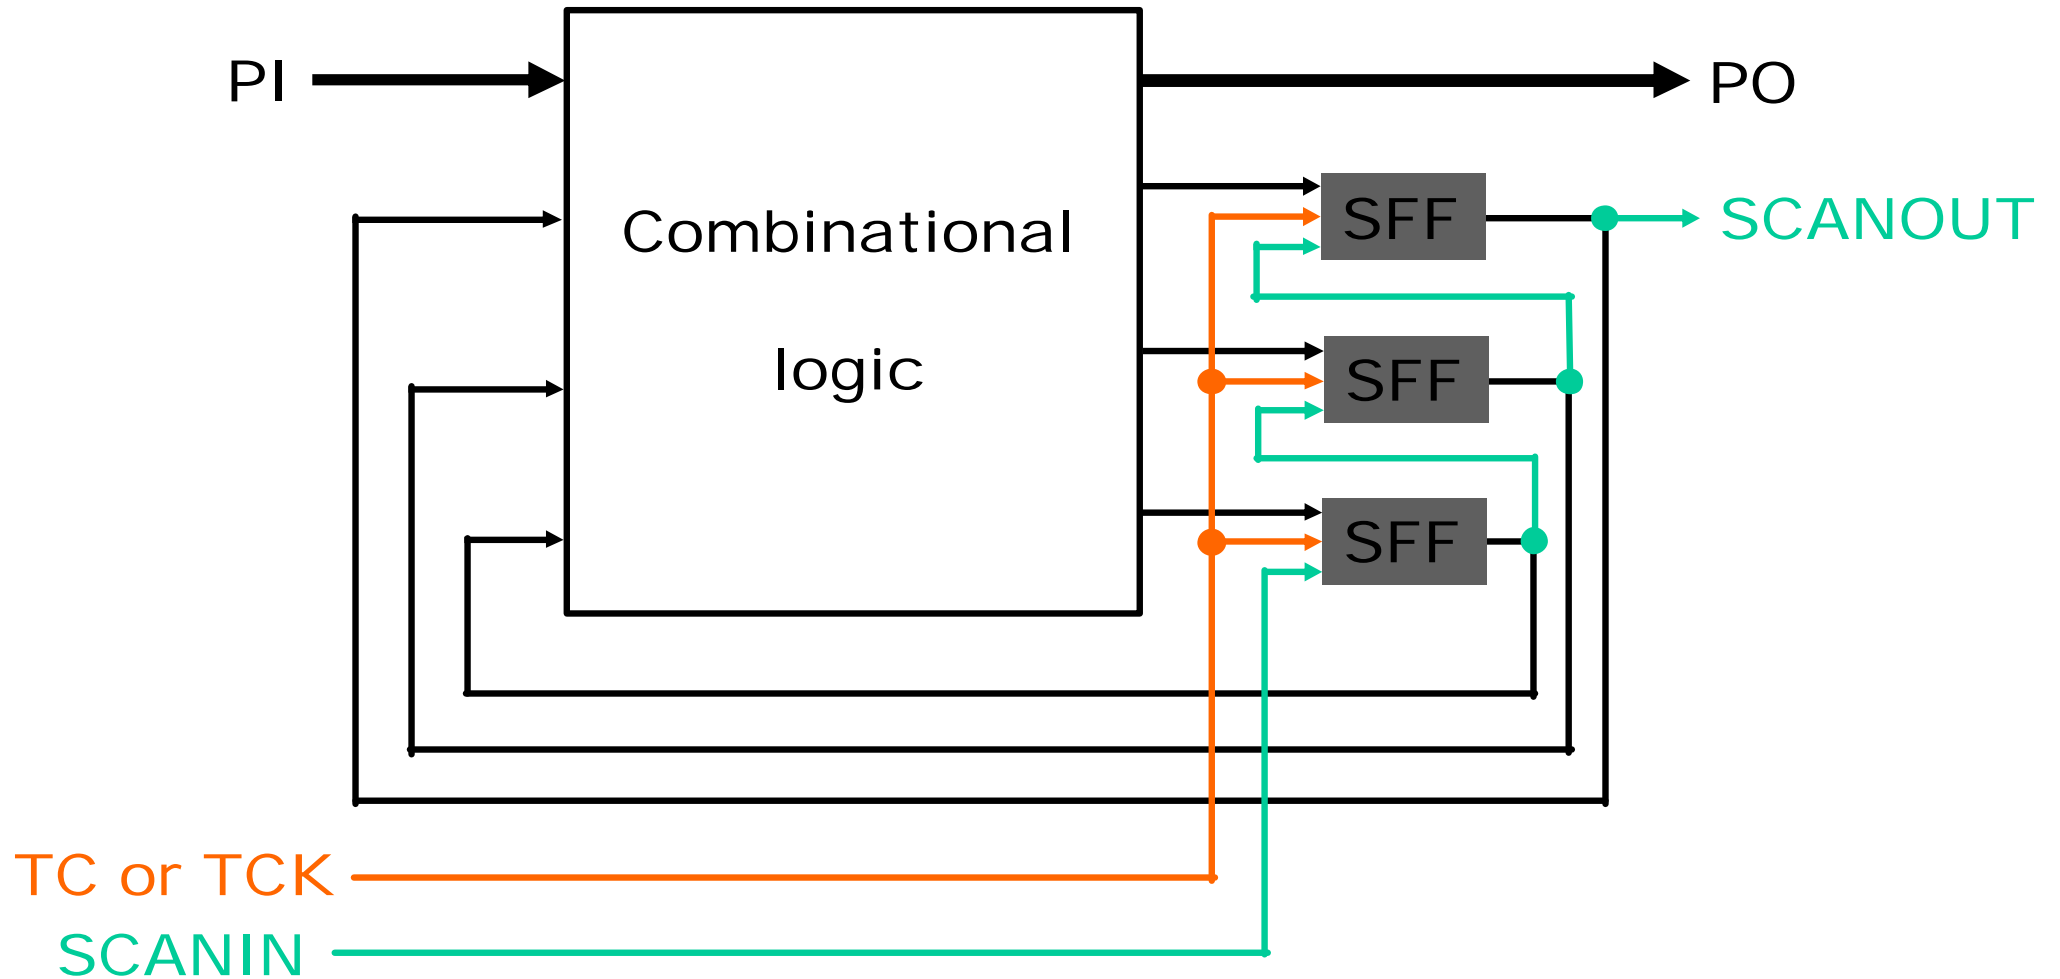 PI
PO
Combinational
logic
SFF
SCANOUT
SFF
SFF
TC or TCK
SCANIN